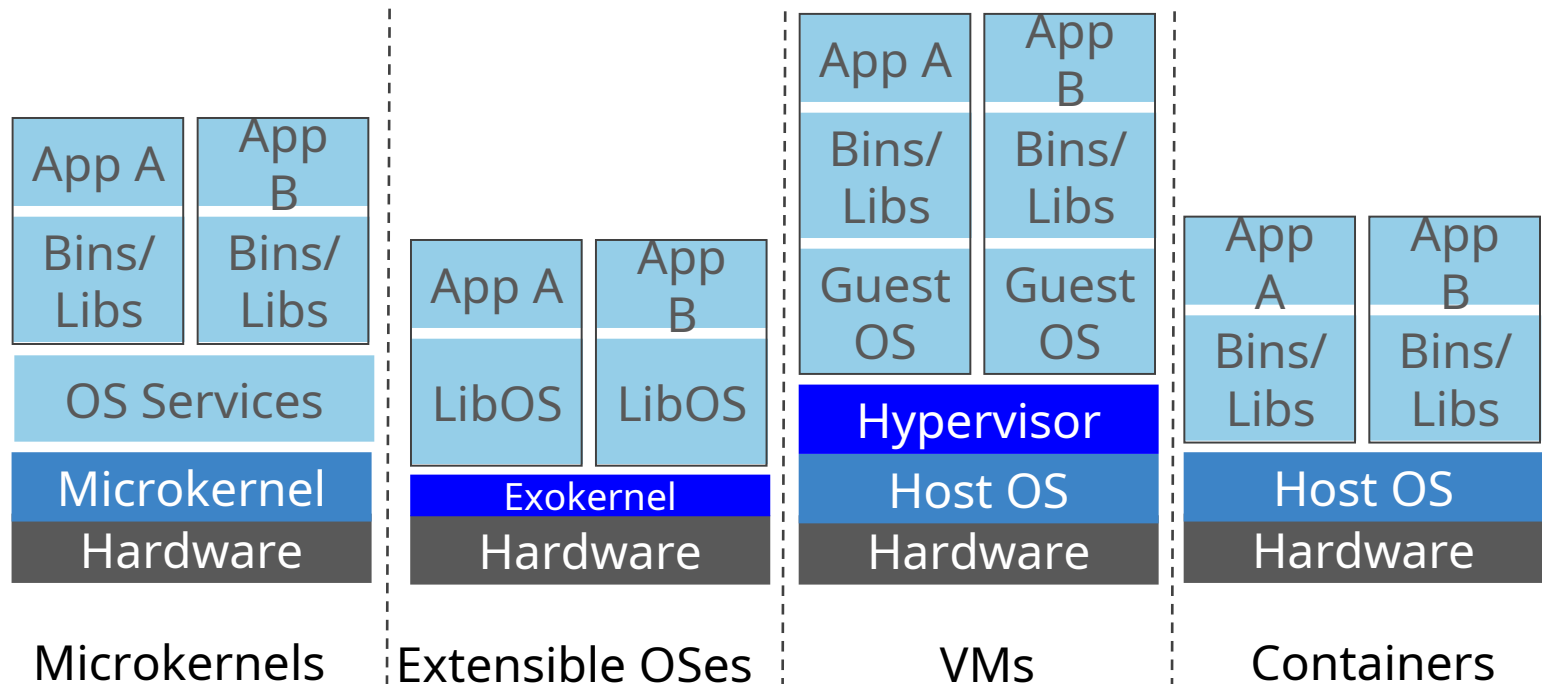 App A
App
B
Bins/
Libs
Bins/
Libs
OS Services
Microkernel
Hardware
Microkernels
App A
App
B
LibOS
LibOS
Exokernel
Hardware
Extensible OSes
App A
App
B
Bins/
Libs
Bins/
Libs
Guest
OS
Guest
OS
Hypervisor
Host OS
Hardware
VMs
App
A
App
B
Bins/
Libs
Bins/
Libs
Host OS
Hardware
Containers